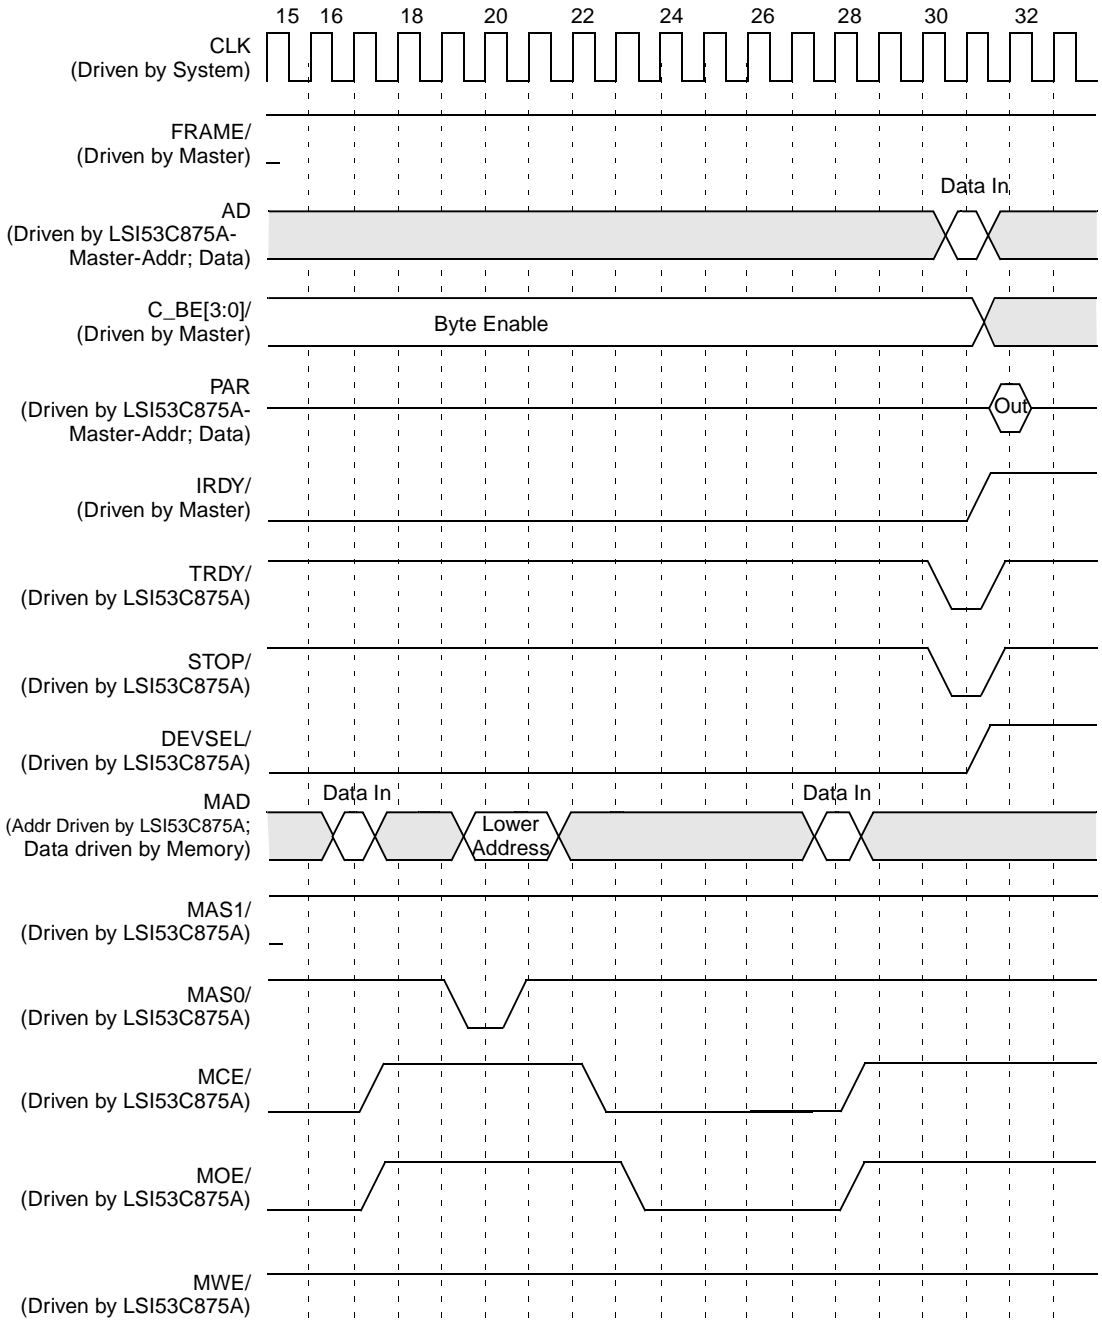 15 16 18 20 22 24 26 28 30 32
CLK
(Driven by System)
FRAME/
(Driven by Master)
Data In
AD
(Driven by LSI53C875A-
Master-Addr; Data)
C_BE[3:0]/
(Driven by Master)
Byte Enable
PAR
(Driven by LSI53C875A-
Master-Addr; Data)
Out
IRDY/
(Driven by Master)
TRDY/
(Driven by LSI53C875A)
STOP/
(Driven by LSI53C875A)
DEVSEL/
(Driven by LSI53C875A)
MAD
(Addr Driven by LSI53C875A;
Data driven by Memory)
Data In
Lower
Address
Data In
MAS1/
(Driven by LSI53C875A)
MAS0/
(Driven by LSI53C875A)
MCE/
(Driven by LSI53C875A)
MOE/
(Driven by LSI53C875A)
MWE/
(Driven by LSI53C875A)